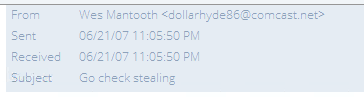 From Wes Mantooth <dollarhyde86@comcast.net>
Sent 06/21/07 11:05:50 PM
Received 06/21/07 11:05:50 PM
Subject Go check stealing